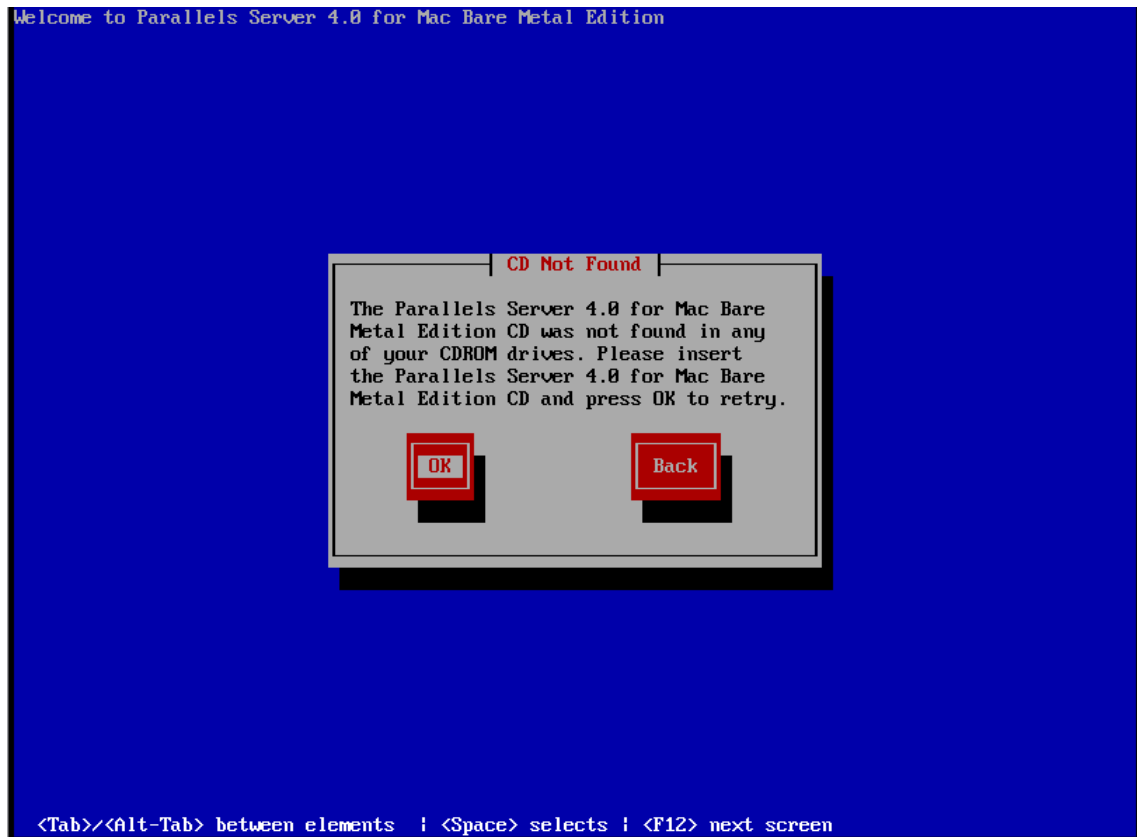 Welcome to Parallels Server 4.0 for Mac Bare Metal Edition
CD Not Found
The Parallels Server 4.0 for Mac Bare
Metal Edition CD was not found in any
of your CDROM drives. Please insert
the Parallels Server 4.0 for Mac Bare
Metal Edition CD and press OK to retry.
OK Back
<Tab>/<Alt-Tab> between elements ¦ <Space> selects ¦ <F12> next screen